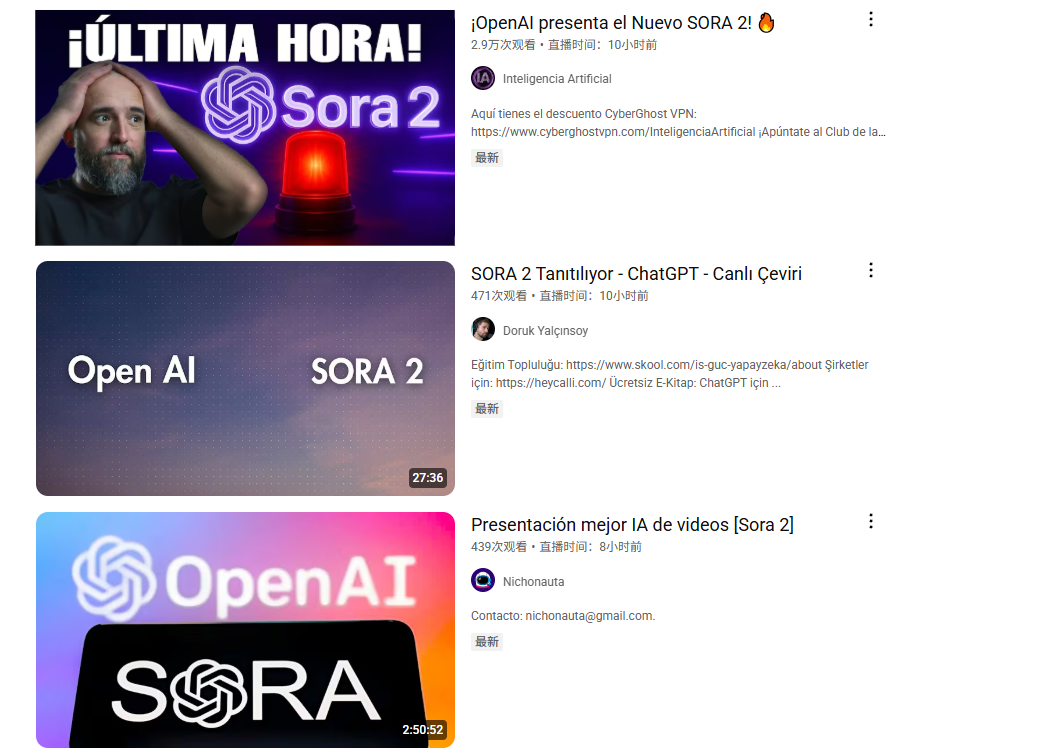 ¡ÚLTIMA HORA!
Sora 2
¡OpenAI presenta el Nuevo SORA 2! 🔥
2.9万次观看 • 直播时间：10小时前
IA
Inteligencia Artificial
Aquí tienes el descuento CyberGhost VPN:
https://www.cyberghostvpn.com/InteligenciaArtificial ¡Apúntate al Club de la...
最新
Open AI
SORA 2
27:36
SORA 2 Tanıtılıyor - ChatGPT - Canlı Çeviri
471次观看 • 直播时间：10小时前
Doruk Yalçınsoy
Eğitim Topluluğu: https://www.skool.com/is-guc-yapayzeka/about Şirketler
için: https://heycalli.com/ Ücretsiz E-Kitap: ChatGPT için ...
最新
OpenAI
SORA
2:50:52
Presentación mejor IA de videos [Sora 2]
439次观看 • 直播时间：8小时前
Nichonauta
Contacto: nichonauta@gmail.com.
最新